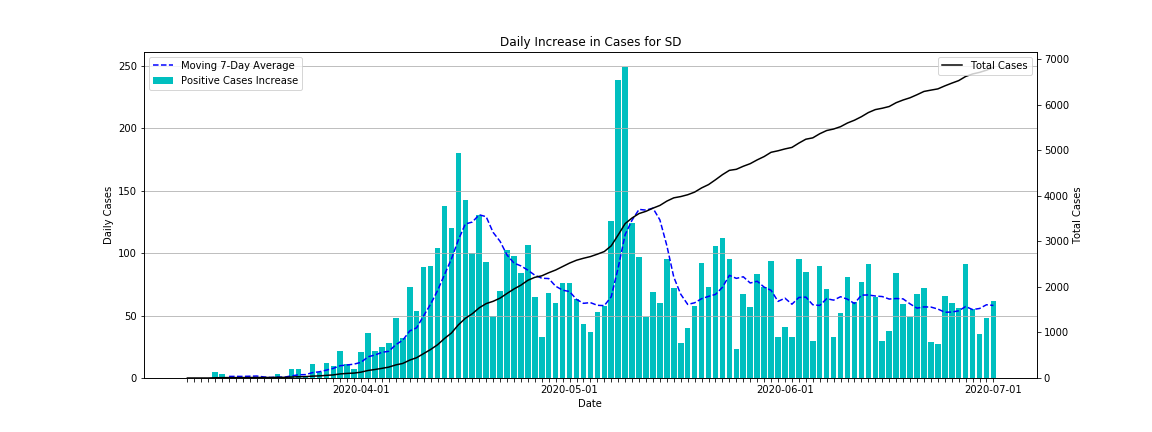 Daily Increase in Cases for SD
Moving 7-Day Average
Positive Cases Increase
Total Cases
250
200
150
100
50
0
Daily Cases
7000
6000
5000
4000
3000
2000
1000
0
Total Cases
2020-04-01
2020-05-01
2020-06-01
2020-07-01
Date